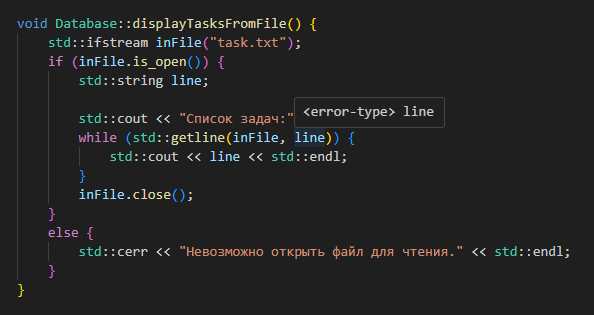 void Database::displayTasksFromFile() {
    std::ifstream inFile("task.txt");
    if (inFile.is_open()) {
        std::string line;

        std::cout << "Список задач:"
<error-type> line
        while (std::getline(inFile, line)) {
            std::cout << line << std::endl;
        }
        inFile.close();
    }
    else {
        std::cerr << "Невозможно открыть файл для чтения." << std::endl;
    }
}